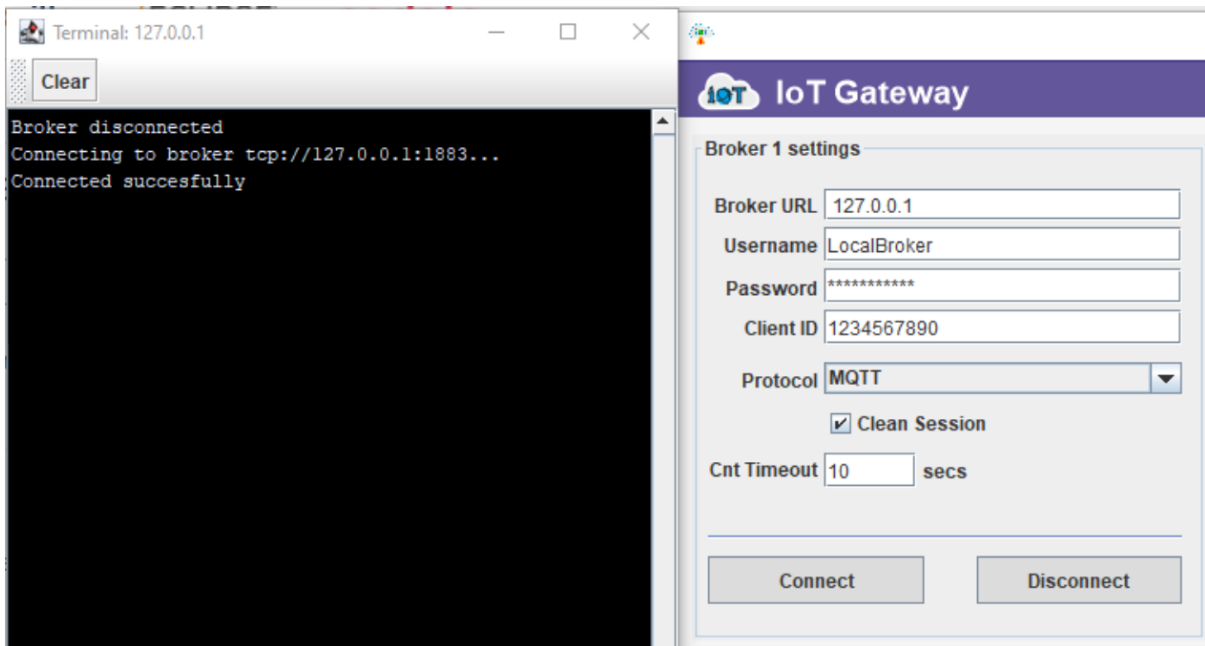 Terminal: 127.0.0.1
Clear
Broker disconnected
Connecting to broker tcp://127.0.0.1:1883...
Connected succesfully
IoT IoT Gateway
Broker 1 settings
Broker URL 127.0.0.1
Username LocalBroker
Password ***********
Client ID 1234567890
Protocol MQTT
Clean Session
Cnt Timeout 10 secs
Connect Disconnect